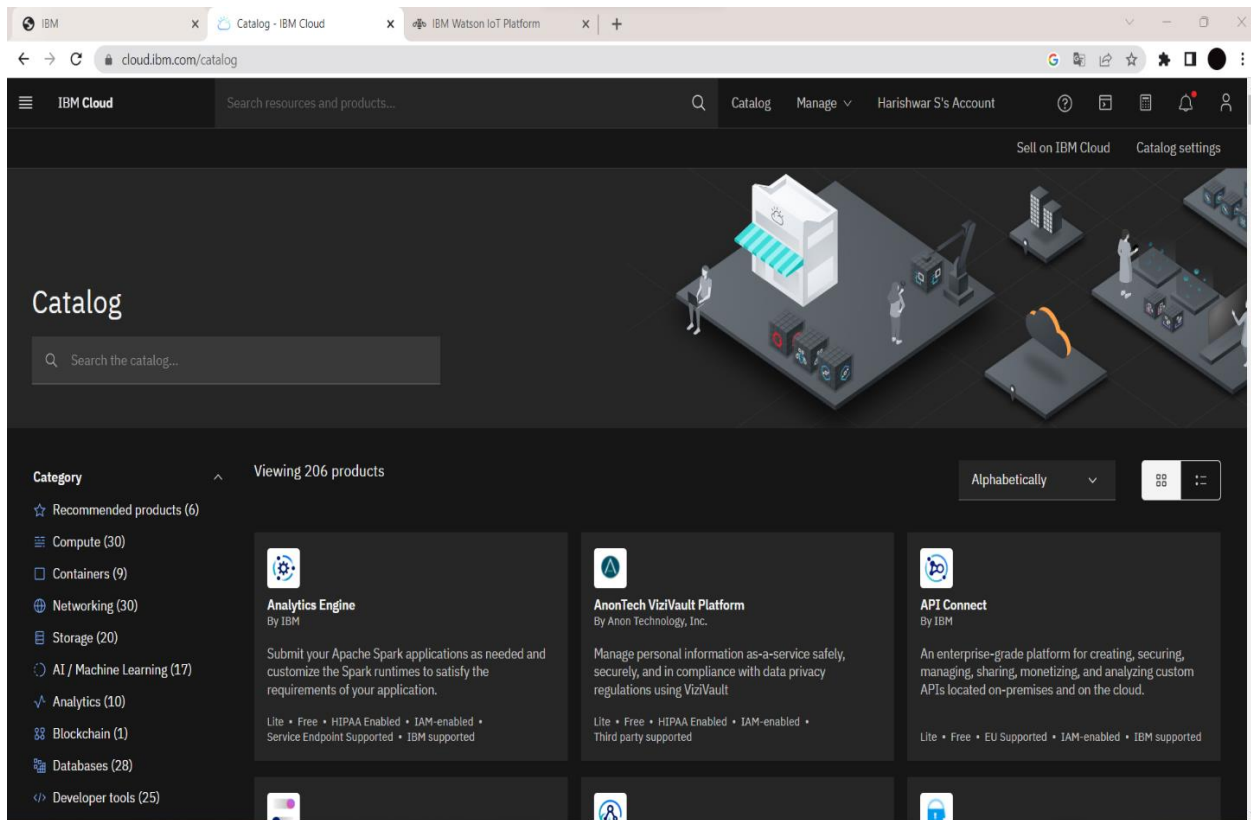 IBM
Catalog - IBM Cloud
IBM Watson IoT Platform
cloud.ibm.com/catalog
IBM Cloud
Search resources and products...
Catalog
Manage
Harishwar S's Account
Sell on IBM Cloud
Catalog settings
Catalog
Search the catalog...
Category
Recommended products (6)
Compute (30)
Containers (9)
Networking (30)
Storage (20)
AI / Machine Learning (17)
Analytics (10)
Blockchain (1)
Databases (28)
Developer tools (25)
Viewing 206 products
Alphabetically
Analytics Engine
By IBM
Submit your Apache Spark applications as needed and
customize the Spark runtimes to satisfy the
requirements of your application.
Lite • Free • HIPAA Enabled • IAM-enabled •
Service Endpoint Supported • IBM supported
AnonTech ViziVault Platform
By Anon Technology, Inc.
Manage personal information as-a-service safely,
securely, and in compliance with data privacy
regulations using ViziVault
Lite • Free • HIPAA Enabled • IAM-enabled •
Third party supported
API Connect
By IBM
An enterprise-grade platform for creating, securing,
managing, sharing, monetizing, and analyzing custom
APIs located on-premises and on the cloud.
Lite • Free • EU Supported • IAM-enabled • IBM supported